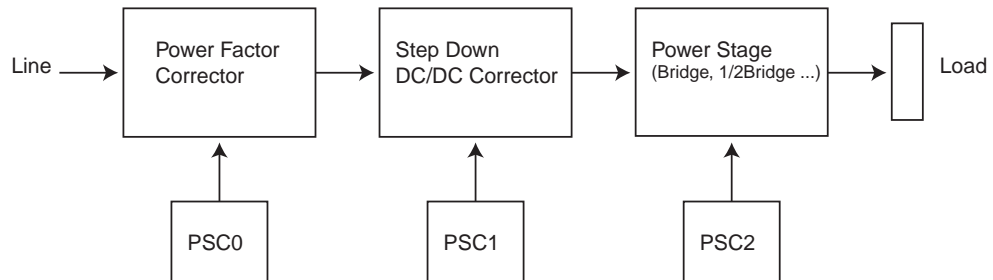 Line
Power Factor
Corrector
Step Down
DC/DC Corrector
Power Stage
(Bridge, 1/2Bridge ...)
Load
PSC0
PSC1
PSC2